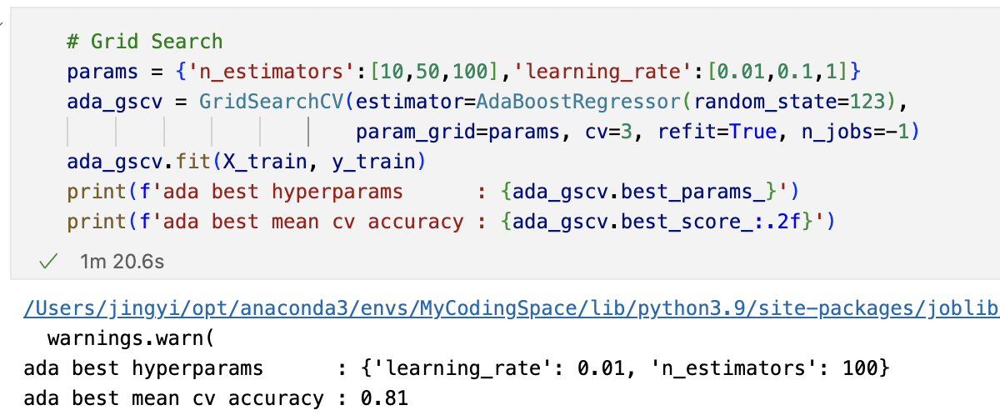 # Grid Search
params = {'n_estimators':[10,50,100],'learning_rate':[0.01,0.1,1]}
ada_gscv = GridSearchCV(estimator=AdaBoostRegressor(random_state=123),
param_grid=params, cv=3, refit=True, n_jobs=-1)
ada_gscv.fit(X_train, y_train)
print(f'ada best hyperparams      : {ada_gscv.best_params_}')
print(f'ada best mean cv accuracy : {ada_gscv.best_score_:.2f}')
1m 20.6s
/Users/jingyi/opt/anaconda3/envs/MyCodingSpace/lib/python3.9/site-packages/joblib
  warnings.warn(
ada best hyperparams      : {'learning_rate': 0.01, 'n_estimators': 100}
ada best mean cv accuracy : 0.81